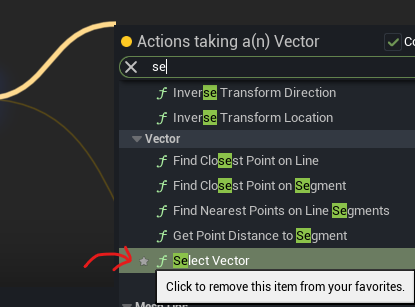 Actions taking a(n) Vector
se
Inverse Transform Direction
Inverse Transform Location
Vector
Find Closest Point on Line
Find Closest Point on Segment
Find Nearest Points on Line Segments
Get Point Distance to Segment
Select Vector
Click to remove this item from your favorites.